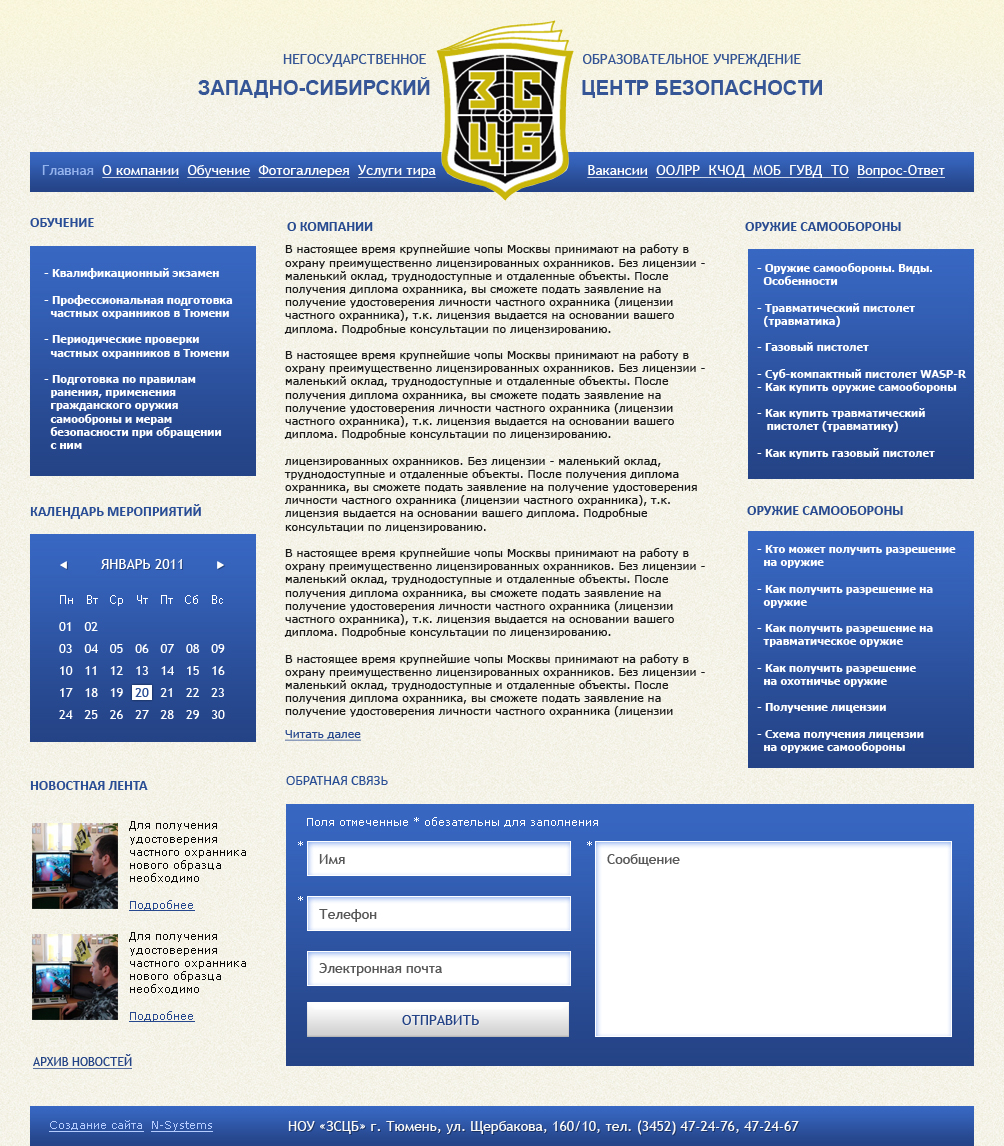 НЕГОСУДАРСТВЕННОЕ
ОБРАЗОВАТЕЛЬНОЕ УЧРЕЖДЕНИЕ
ЗАПАДНО-СИБИРСКИЙ
ЦЕНТР БЕЗОПАСНОСТИ
ЗС
ЦБ
Главная О компании Обучение Фотогаллерея Услуги тира
Вакансии ООЛРР КЧОД МОБ ГУВД ТО Вопрос-Ответ
ОБУЧЕНИЕ
- Квалификационный экзамен
- Профессиональная подготовка
частных охранников в Тюмени
- Периодические проверки
частных охранников в Тюмени
- Подготовка по правилам
ранения, применения
гражданского оружия
самооброны и мерам
безопасности при обращении
с ним
КАЛЕНДАРЬ МЕРОПРИЯТИЙ
ЯНВАРЬ 2011
Пн Вт Ср Чт Пт Сб Вс
01 02
03 04 05 06 07 08 09
10 11 12 13 14 15 16
17 18 19 20 21 22 23
24 25 26 27 28 29 30
НОВОСТНАЯ ЛЕНТА
Для получения
удостоверения
частного охранника
нового образца
необходимо
Подробнее
Для получения
удостоверения
частного охранника
нового образца
необходимо
Подробнее
АРХИВ НОВОСТЕЙ
О КОМПАНИИ
В настоящее время крупнейшие чопы Москвы принимают на работу в
охрану преимущественно лицензированных охранников. Без лицензии -
маленький оклад, труднодоступные и отдаленные объекты. После
получения диплома охранника, вы сможете подать заявление на
получение удостоверения личности частного охранника (лицензии
частного охранника), т.к. лицензия выдается на основании вашего
диплома. Подробные консультации по лицензированию.
В настоящее время крупнейшие чопы Москвы принимают на работу в
охрану преимущественно лицензированных охранников. Без лицензии -
маленький оклад, труднодоступные и отдаленные объекты. После
получения диплома охранника, вы сможете подать заявление на
получение удостоверения личности частного охранника (лицензии
частного охранника), т.к. лицензия выдается на основании вашего
диплома. Подробные консультации по лицензированию.
лицензированных охранников. Без лицензии - маленький оклад,
труднодоступные и отдаленные объекты. После получения диплома
охранника, вы сможете подать заявление на получение удостоверения
личности частного охранника (лицензии частного охранника), т.к.
лицензия выдается на основании вашего диплома. Подробные
консультации по лицензированию.
В настоящее время крупнейшие чопы Москвы принимают на работу в
охрану преимущественно лицензированных охранников. Без лицензии -
маленький оклад, труднодоступные и отдаленные объекты. После
получения диплома охранника, вы сможете подать заявление на
получение удостоверения личности частного охранника (лицензии
частного охранника), т.к. лицензия выдается на основании вашего
диплома. Подробные консультации по лицензированию.
В настоящее время крупнейшие чопы Москвы принимают на работу в
охрану преимущественно лицензированных охранников. Без лицензии -
маленький оклад, труднодоступные и отдаленные объекты. После
получения диплома охранника, вы сможете подать заявление на
получение удостоверения личности частного охранника (лицензии
Читать далее
ОРУЖИЕ САМООБОРОНЫ
- Оружие самообороны. Виды.
Особенности
- Травматический пистолет
(травматика)
- Газовый пистолет
- Суб-компактный пистолет WASP-R
- Как купить оружие самообороны
- Как купить травматический
пистолет (травматику)
- Как купить газовый пистолет
ОРУЖИЕ САМООБОРОНЫ
- Кто может получить разрешение
на оружие
- Как получить разрешение на
оружие
- Как получить разрешение на
травматическое оружие
- Как получить разрешение
на охотничье оружие
- Получение лицензии
- Схема получения лицензии
на оружие самообороны
ОБРАТНАЯ СВЯЗЬ
Поля отмеченные * обезательны для заполнения
* Имя
* Телефон
Электронная почта
ОТПРАВИТЬ
* Сообщение
Создание сайта N-Systems
НОУ «ЗСЦБ» г. Тюмень, ул. Щербакова, 160/10, тел. (3452) 47-24-76, 47-24-67